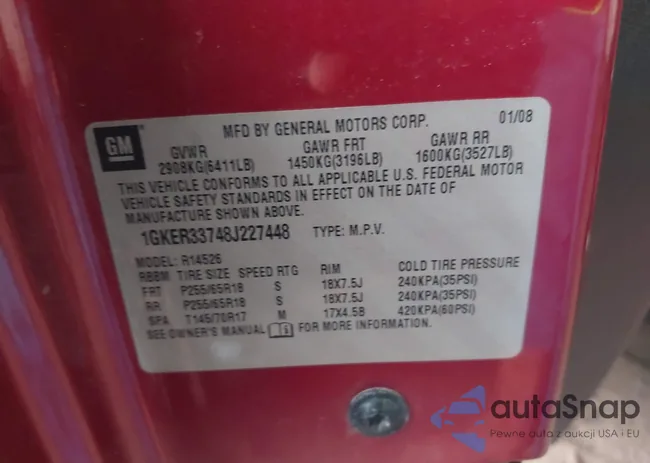 GM
MFD BY GENERAL MOTORS CORP. 01/08
GVWR GAWR FRT GAWR RR
2908KG(6411LB) 1450KG(3196LB) 1600KG(3527LB)
THIS VEHICLE CONFORMS TO ALL APPLICABLE U.S. FEDERAL MOTOR
VEHICLE SAFETY STANDARDS IN EFFECT ON THE DATE OF
MANUFACTURE SHOWN ABOVE.
1GKER33748J227448 TYPE: M.P.V.
MODEL: R14526
RBBM TIRE SIZE SPEED RTG RIM COLD TIRE PRESSURE
FRT P255/65R18 S 18X7.5J 240KPA(35PSI)
RR P255/65R18 S 18X7.5J 240KPA(35PSI)
SPA T145/70R17 M 17X4.5B 420KPA(60PSI)
SEE OWNER'S MANUAL FOR MORE INFORMATION.
autoSnap
Pewne auta z aukcji USA i EU